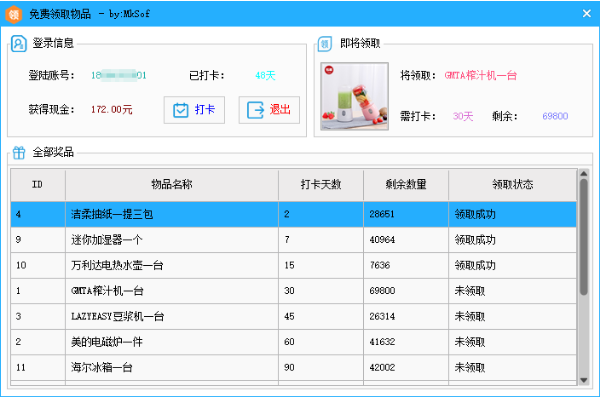 领 免费领取物品 - by:MkSof
登录信息
登陆账号: 18 01 已打卡: 48天
获得现金: 172.00元 打卡 退出
领 即将领取
将领取: GMTA榨汁机一台
需打卡: 30天 剩余: 69800
全部奖品
ID 物品名称 打卡天数 剩余数量 领取状态
4 洁柔抽纸一提三包 2 28651 领取成功
9 迷你加湿器一个 7 40964 领取成功
10 万利达电热水壶一台 15 7636 领取成功
1 GMTA榨汁机一台 30 69800 未领取
3 LAZYEASY豆浆机一台 45 26314 未领取
2 美的电磁炉一件 60 41632 未领取
11 海尔冰箱一台 90 42002 未领取